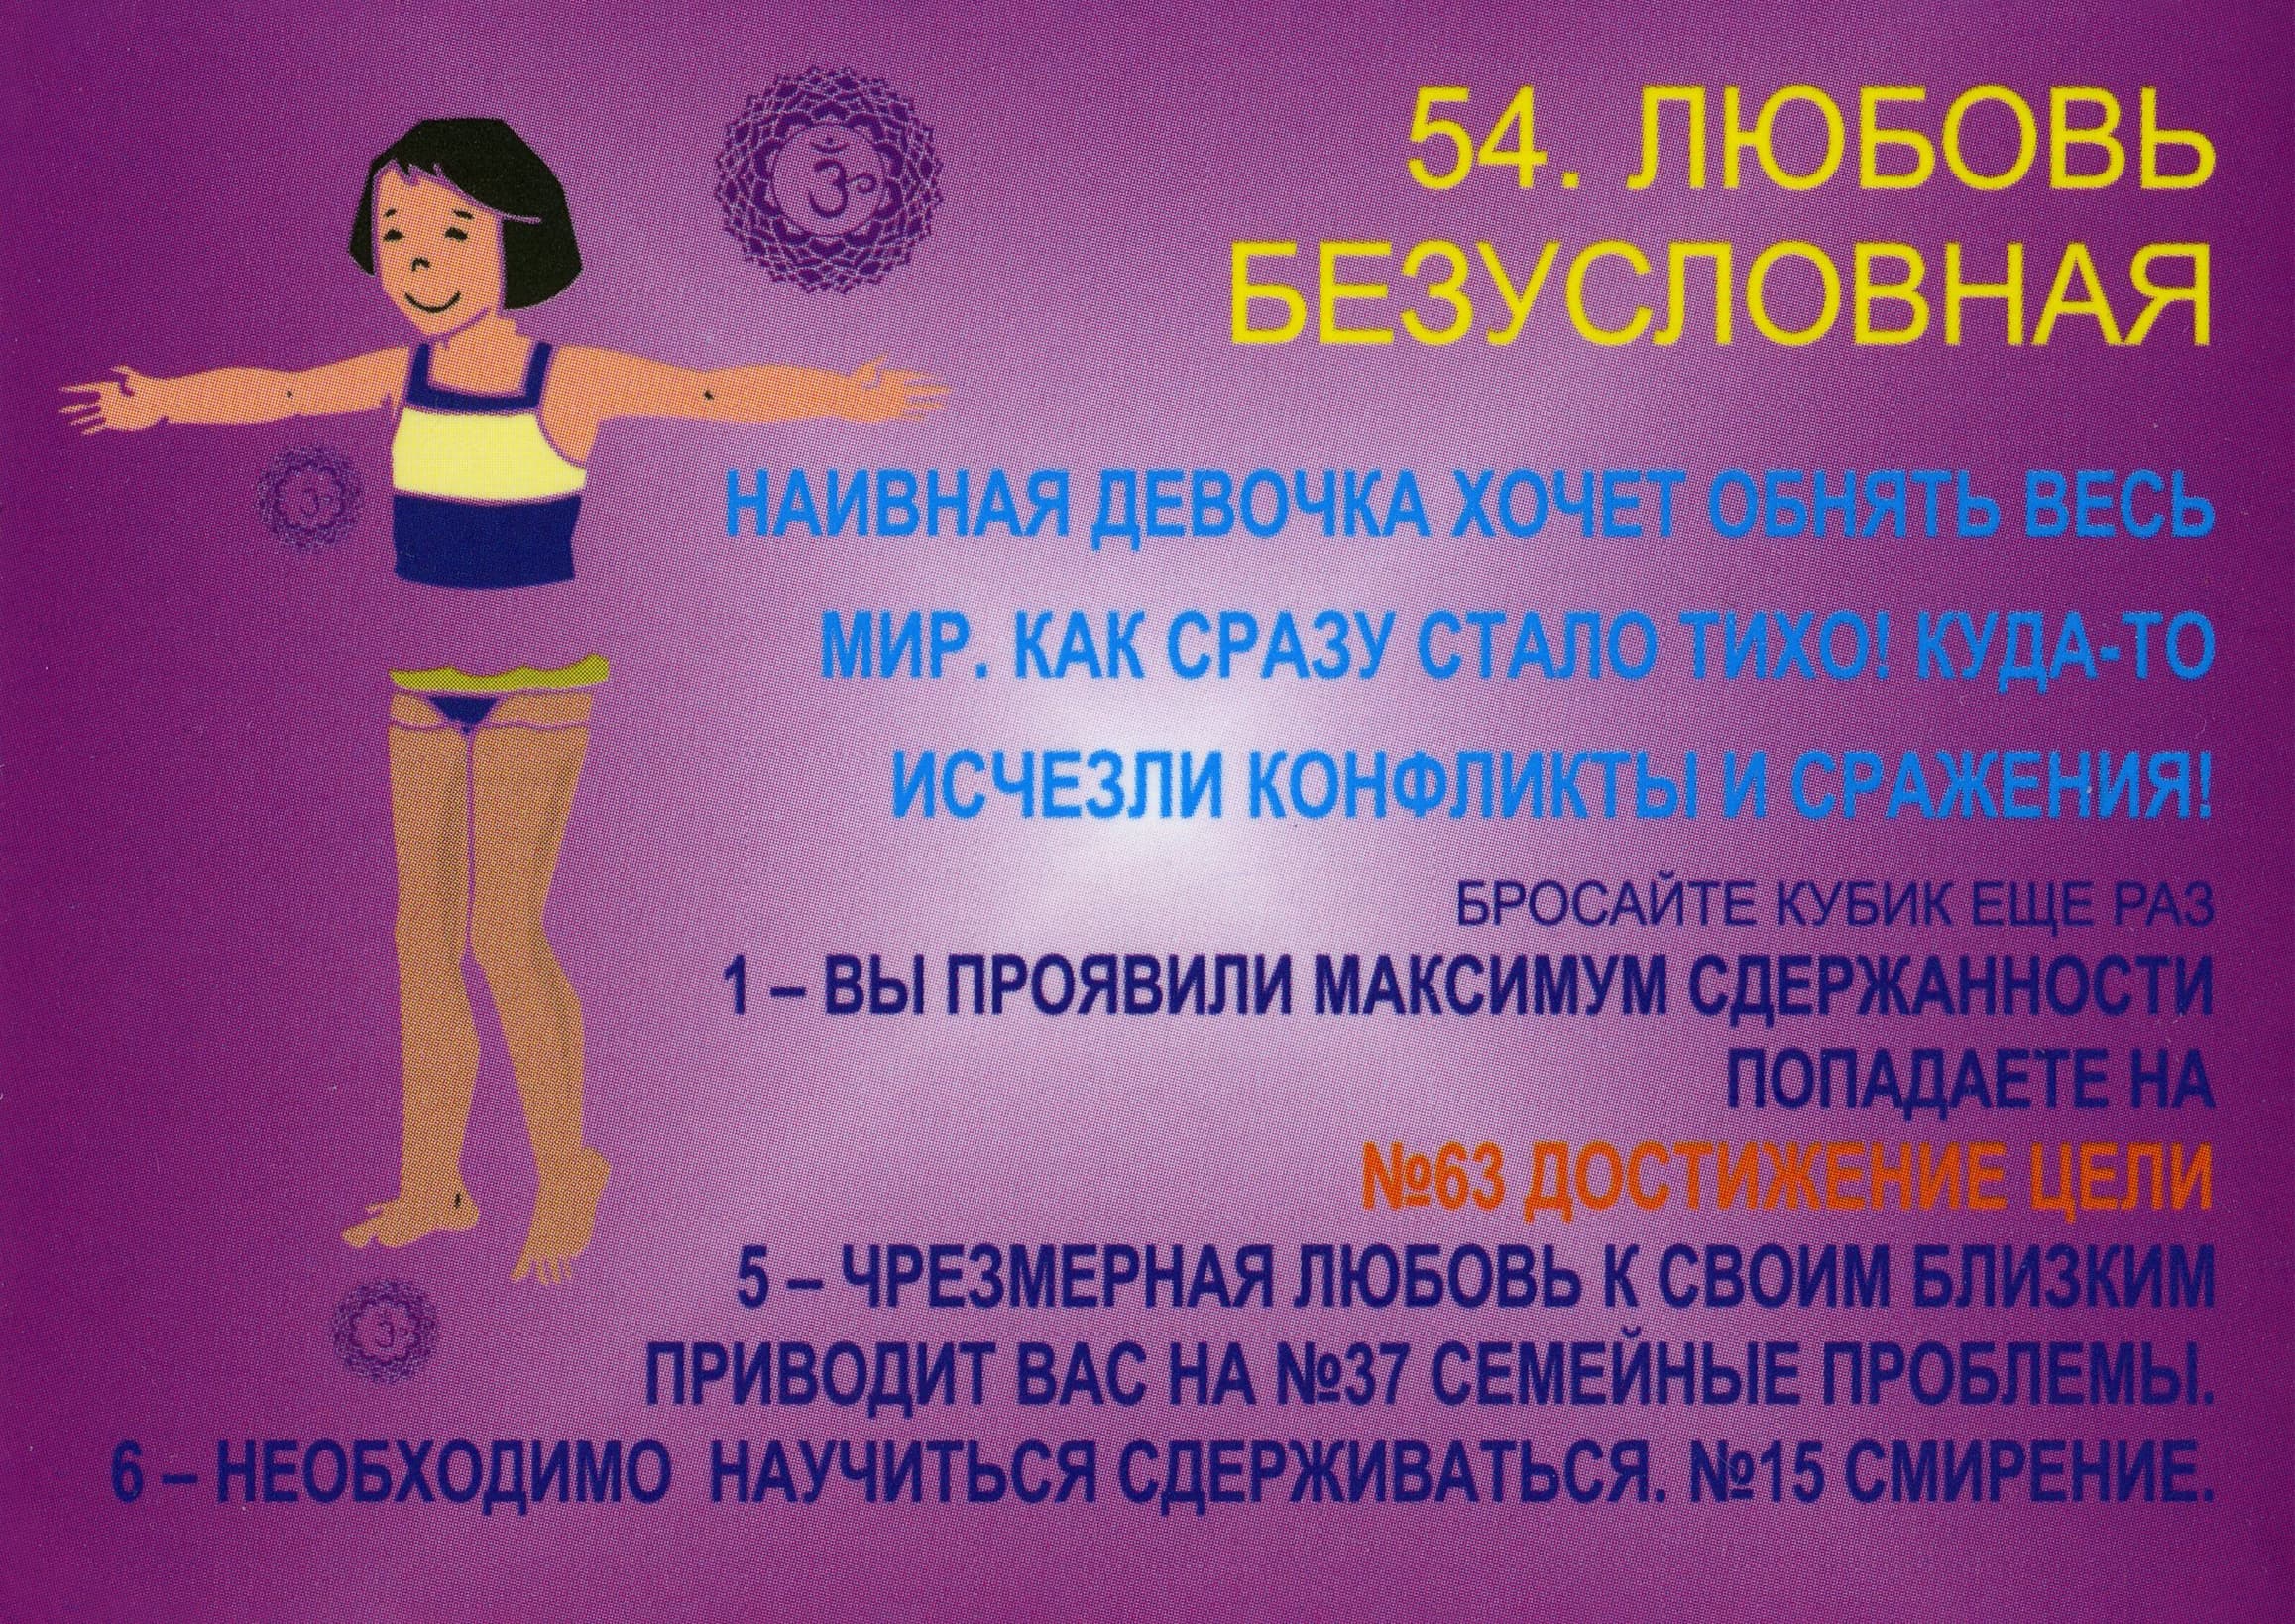 54. ЛЮБОВЬ
БЕЗУСЛОВНАЯ
НАИВНАЯ ДЕВОЧКА ХОЧЕТ ОБНЯТЬ ВЕСЬ
МИР. КАК СРАЗУ СТАЛО ТИХО! КУДА-ТО
ИСЧЕЗЛИ КОНФЛИКТЫ И СРАЖЕНИЯ!
БРОСАЙТЕ КУБИК ЕЩЕ РАЗ
1 – ВЫ ПРОЯВИЛИ МАКСИМУМ СДЕРЖАННОСТИ
ПОПАДАЕТЕ НА
№63 ДОСТИЖЕНИЕ ЦЕЛИ
5 – ЧРЕЗМЕРНАЯ ЛЮБОВЬ К СВОИМ БЛИЗКИМ
ПРИВОДИТ ВАС НА №37 СЕМЕЙНЫЕ ПРОБЛЕМЫ.
6 – НЕОБХОДИМО НАУЧИТЬСЯ СДЕРЖИВАТЬСЯ. №15 СМИРЕНИЕ.